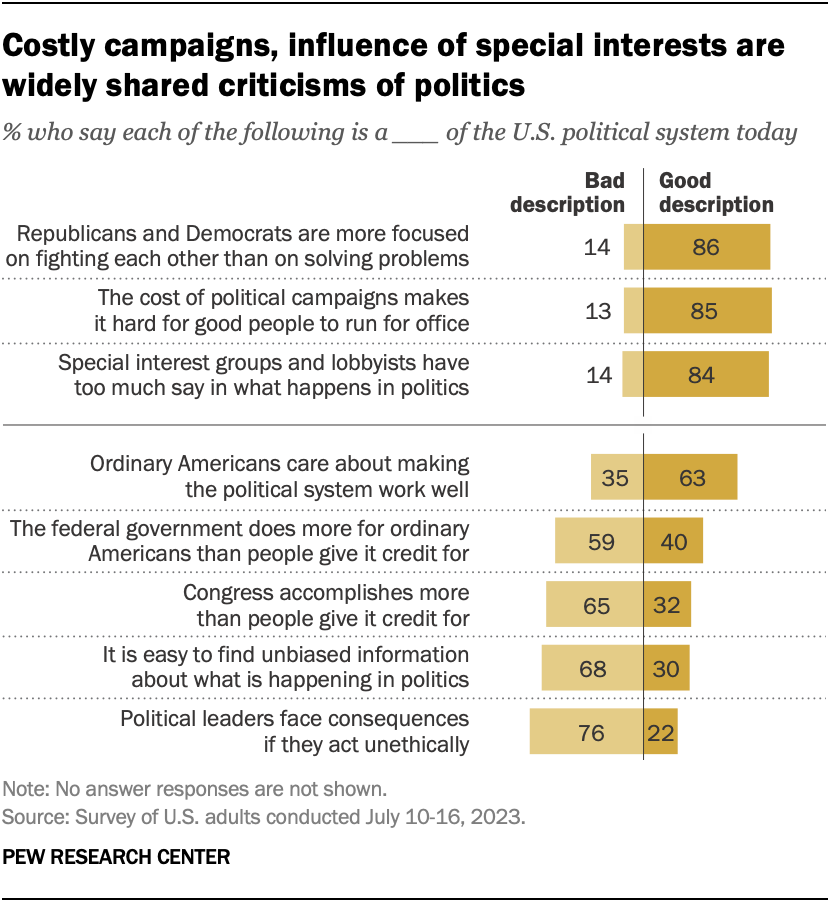 Costly campaigns, influence of special interests are
widely shared criticisms of politics
% who say each of the following is a ____ of the U.S. political system today
Bad description
Good description
Republicans and Democrats are more focused
on fighting each other than on solving problems
14 86
The cost of political campaigns makes
it hard for good people to run for office
13 85
Special interest groups and lobbyists have
too much say in what happens in politics
14 84
Ordinary Americans care about making
the political system work well
35 63
The federal government does more for ordinary
Americans than people give it credit for
59 40
Congress accomplishes more
than people give it credit for
65 32
It is easy to find unbiased information
about what is happening in politics
68 30
Political leaders face consequences
if they act unethically
76 22
Note: No answer responses are not shown.
Source: Survey of U.S. adults conducted July 10-16, 2023.
PEW RESEARCH CENTER